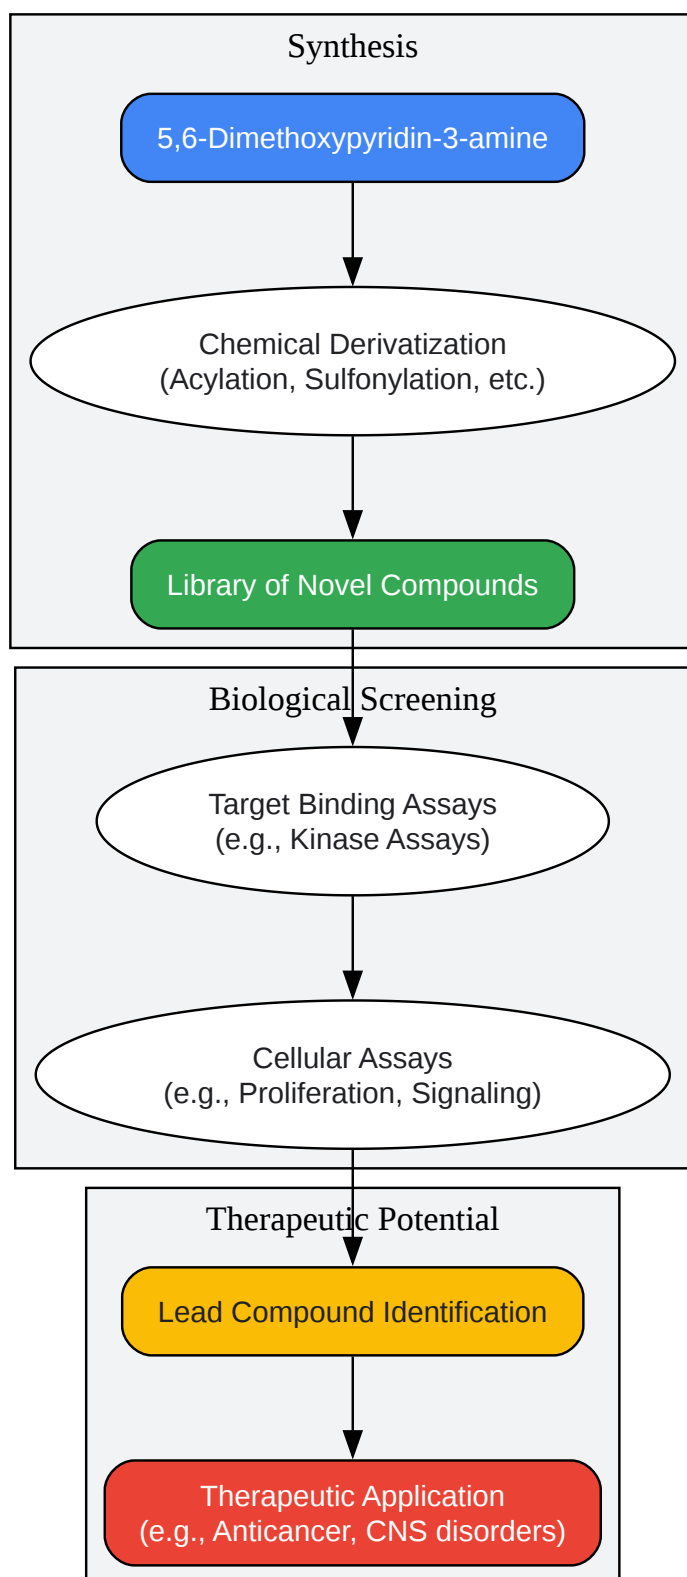 Synthesis
5,6-Dimethoxypyridin-3-amine
Chemical Derivatization
(Acylation, Sulfonylation, etc.)
Library of Novel Compounds
Biological Screening
Target Binding Assays
(e.g., Kinase Assays)
Cellular Assays
(e.g., Proliferation, Signaling)
Therapeutic Potential
Lead Compound Identification
Therapeutic Application
(e.g., Anticancer, CNS disorders)